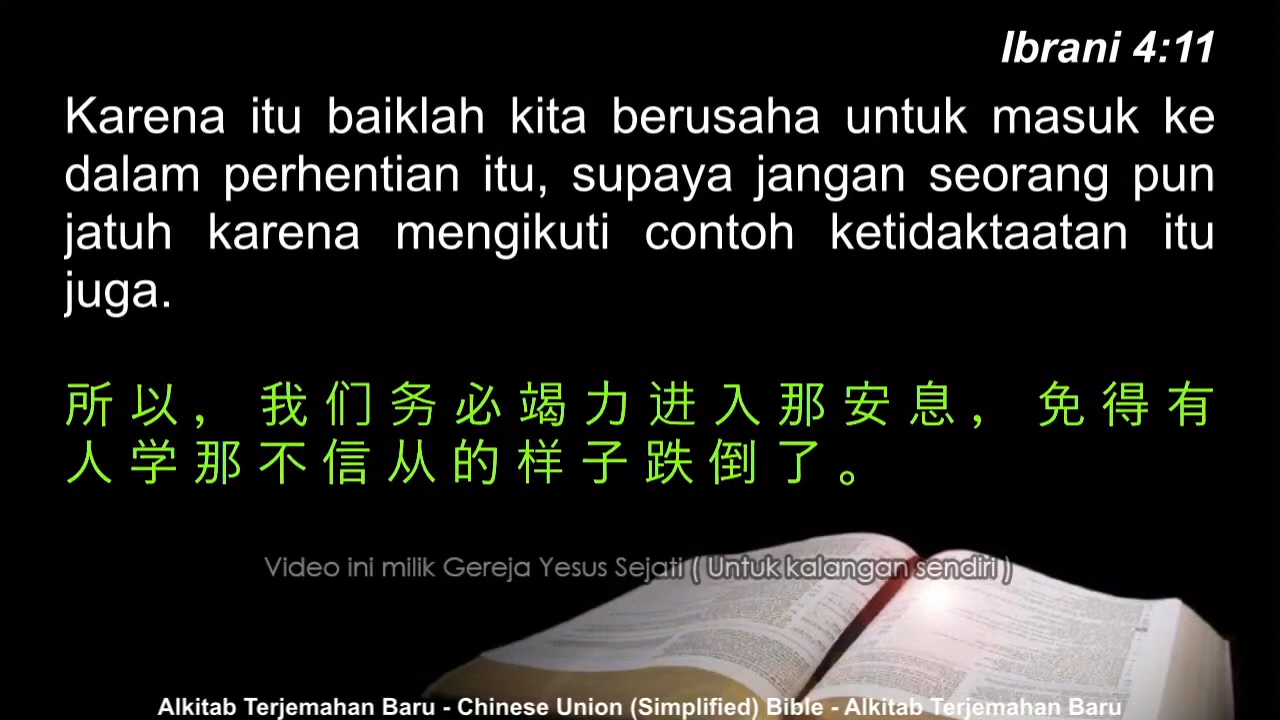 Ibrani 4:11
Karena itu baiklah kita berusaha untuk masuk ke
dalam perhentian itu, supaya jangan seorang pun
jatuh karena mengikuti contoh ketidaktaatan itu
juga.
所以，我们务必竭力进入那安息，免得有
人学那不信从的样子跌倒了。
Video ini milik Gereja Yesus Sejati ( Untuk kalangan sendiri )
Alkitab Terjemahan Baru - Chinese Union (Simplified) Bible - Alkitab Terjemahan Baru